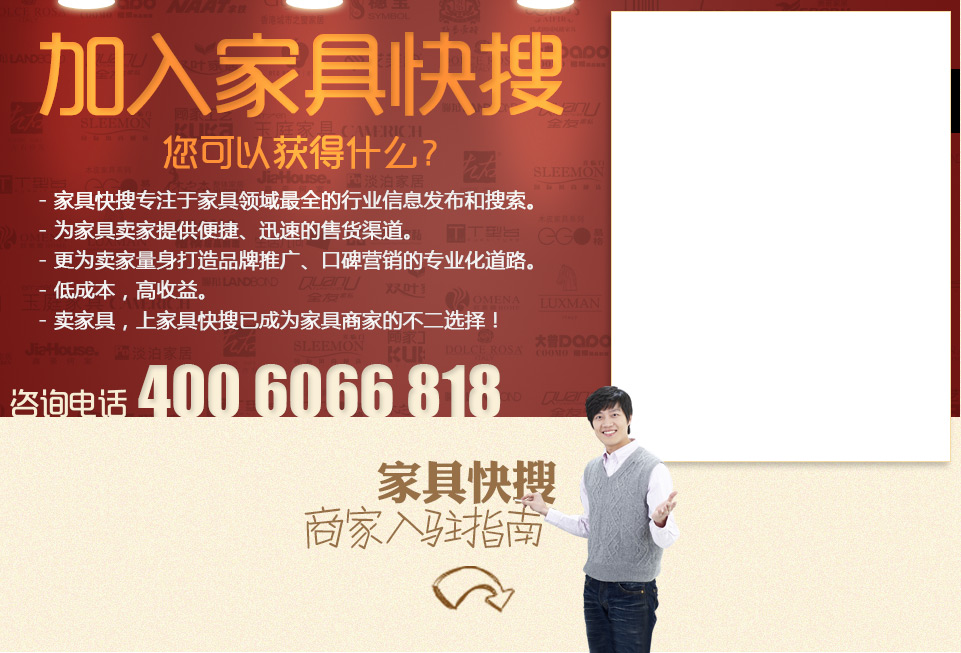 加入家具快搜
您可以获得什么?
- 家具快搜专注于家具领域最全的行业信息发布和搜索。
- 为家具卖家提供便捷、迅速的售货渠道。
- 更为卖家量身打造品牌推广、口碑营销的专业化道路。
- 低成本，高收益。
- 卖家具，上家具快搜已成为家具商家的不二选择！
咨询电话 400 6066 818
家具快搜
商家入驻指南